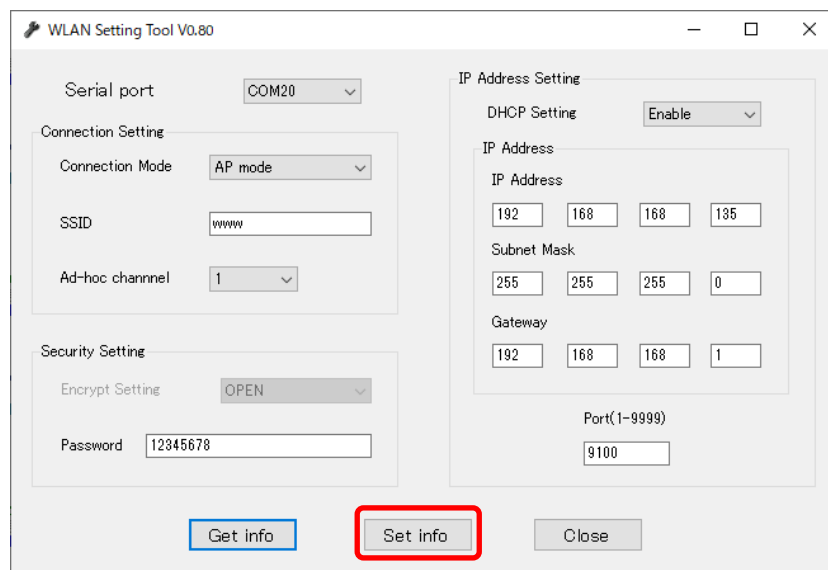 WLAN Setting Tool V0.80
Serial port COM20
Connection Setting
Connection Mode AP mode
SSID www
Ad-hoc channnel 1
Security Setting
Encrypt Setting OPEN
Password 12345678
IP Address Setting
DHCP Setting Enable
IP Address
IP Address
192 168 168 135
Subnet Mask
255 255 255 0
Gateway
192 168 168 1
Port(1-9999)
9100
Get info Set info Close